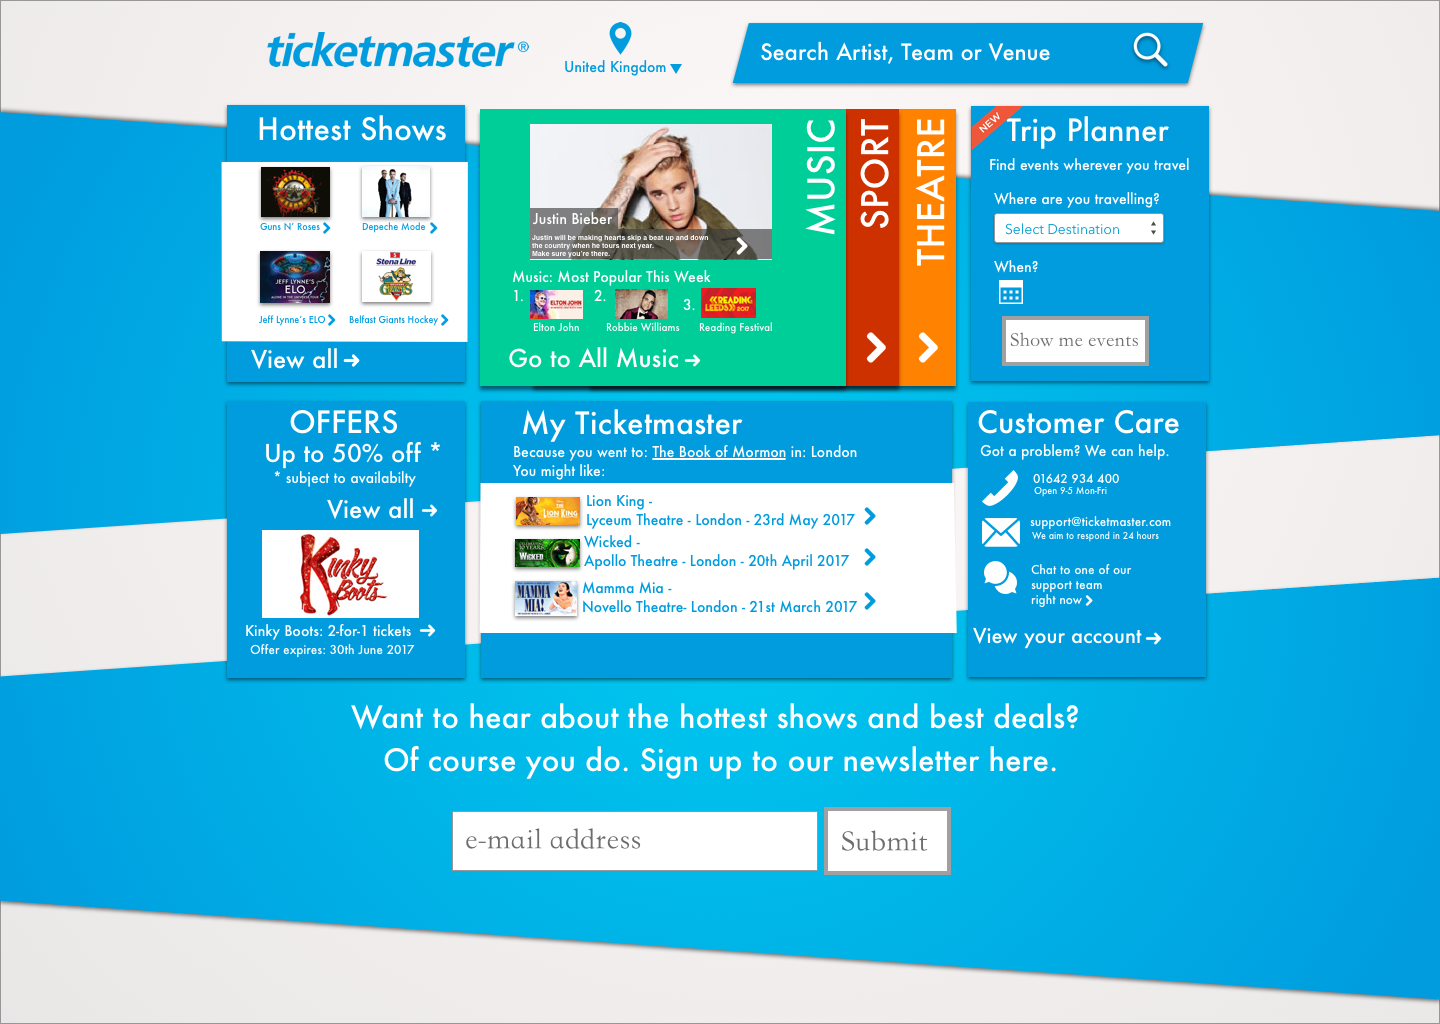 ticketmaster®
United Kingdom
Search Artist, Team or Venue
Hottest Shows
Guns N' Roses
Depeche Mode
JEFF LYNNE'S
ELO
Stena Line
GIANTS
Jeff Lynne's ELO
Belfast Giants Hockey
View all
Justin Bieber
Justin will be making hearts skip a beat up and down
the country when he tours next year.
Make sure you're there.
Music: Most Popular This Week
1.
ELTON JOHN
2.
3.
READING
LEEDS 2017
Elton John
Robbie Williams
Reading Festival
Go to All Music
MUSIC
SPORT
THEATRE
NEW
Trip Planner
Find events wherever you travel
Where are you travelling?
Select Destination
When?
Show me events
OFFERS
Up to 50% off *
* subject to availabilty
View all
Kinky
Boots
Kinky Boots: 2-for-1 tickets
Offer expires: 30th June 2017
My Ticketmaster
Because you went to: The Book of Mormon in: London
You might like:
LION KING
Lion King -
Lyceum Theatre - London - 23rd May 2017
WICKED
Wicked -
Apollo Theatre - London - 20th April 2017
MAMMA
MIA!
Mamma Mia -
Novello Theatre- London - 21st March 2017
Customer Care
Got a problem? We can help.
01642 934 400
Open 9-5 Mon-Fri
support@ticketmaster.com
We aim to respond in 24 hours
Chat to one of our
support team
right now
View your account
Want to hear about the hottest shows and best deals?
Of course you do. Sign up to our newsletter here.
e-mail address
Submit